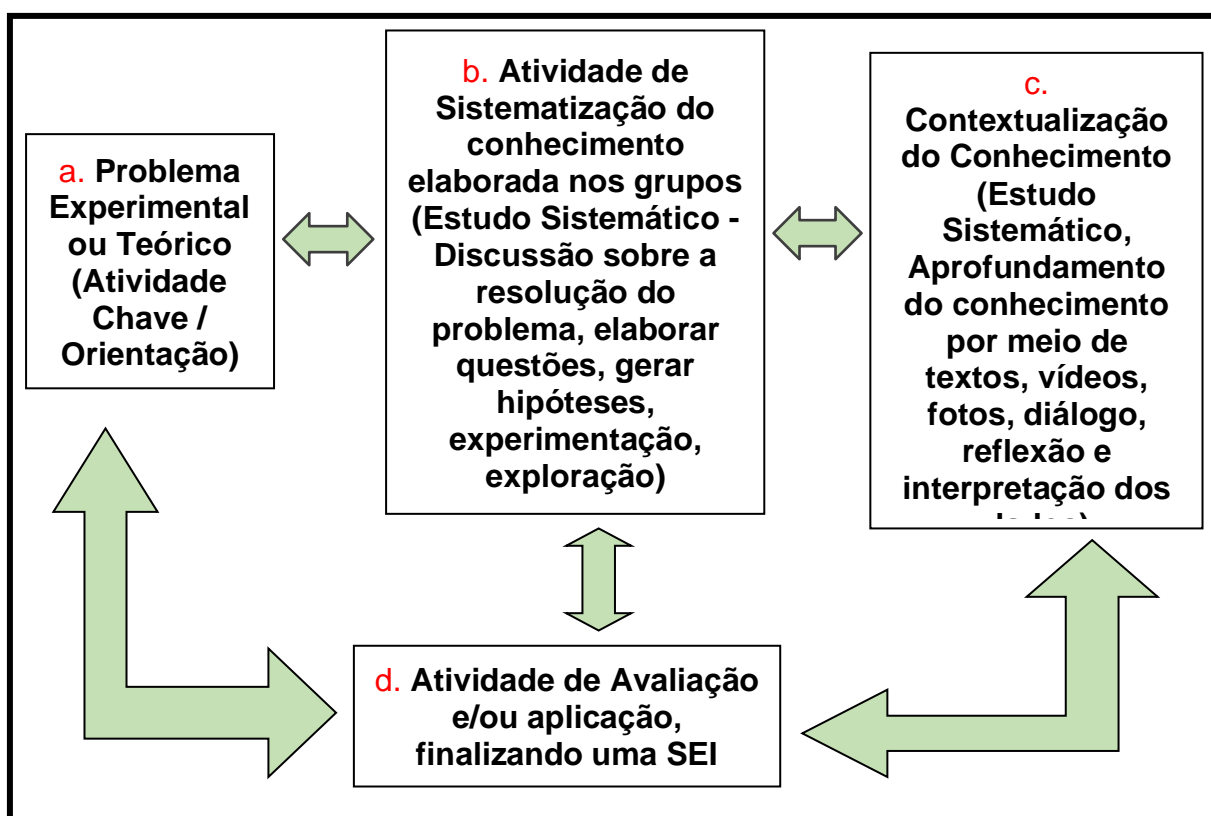 a. Problema
Experimental
ou Teórico
(Atividade
Chave /
Orientação)
b. Atividade de
Sistematização do
conhecimento
elaborada nos grupos
(Estudo Sistemático -
Discussão sobre a
resolução do
problema, elaborar
questões, gerar
hipóteses,
experimentação,
exploração)
c.
Contextualização
do Conhecimento
(Estudo
Sistemático,
Aprofundamento
do conhecimento
por meio de
textos, vídeos,
fotos, diálogo,
reflexão e
interpretação dos
d. Atividade de Avaliação
e/ou aplicação,
finalizando uma SEI